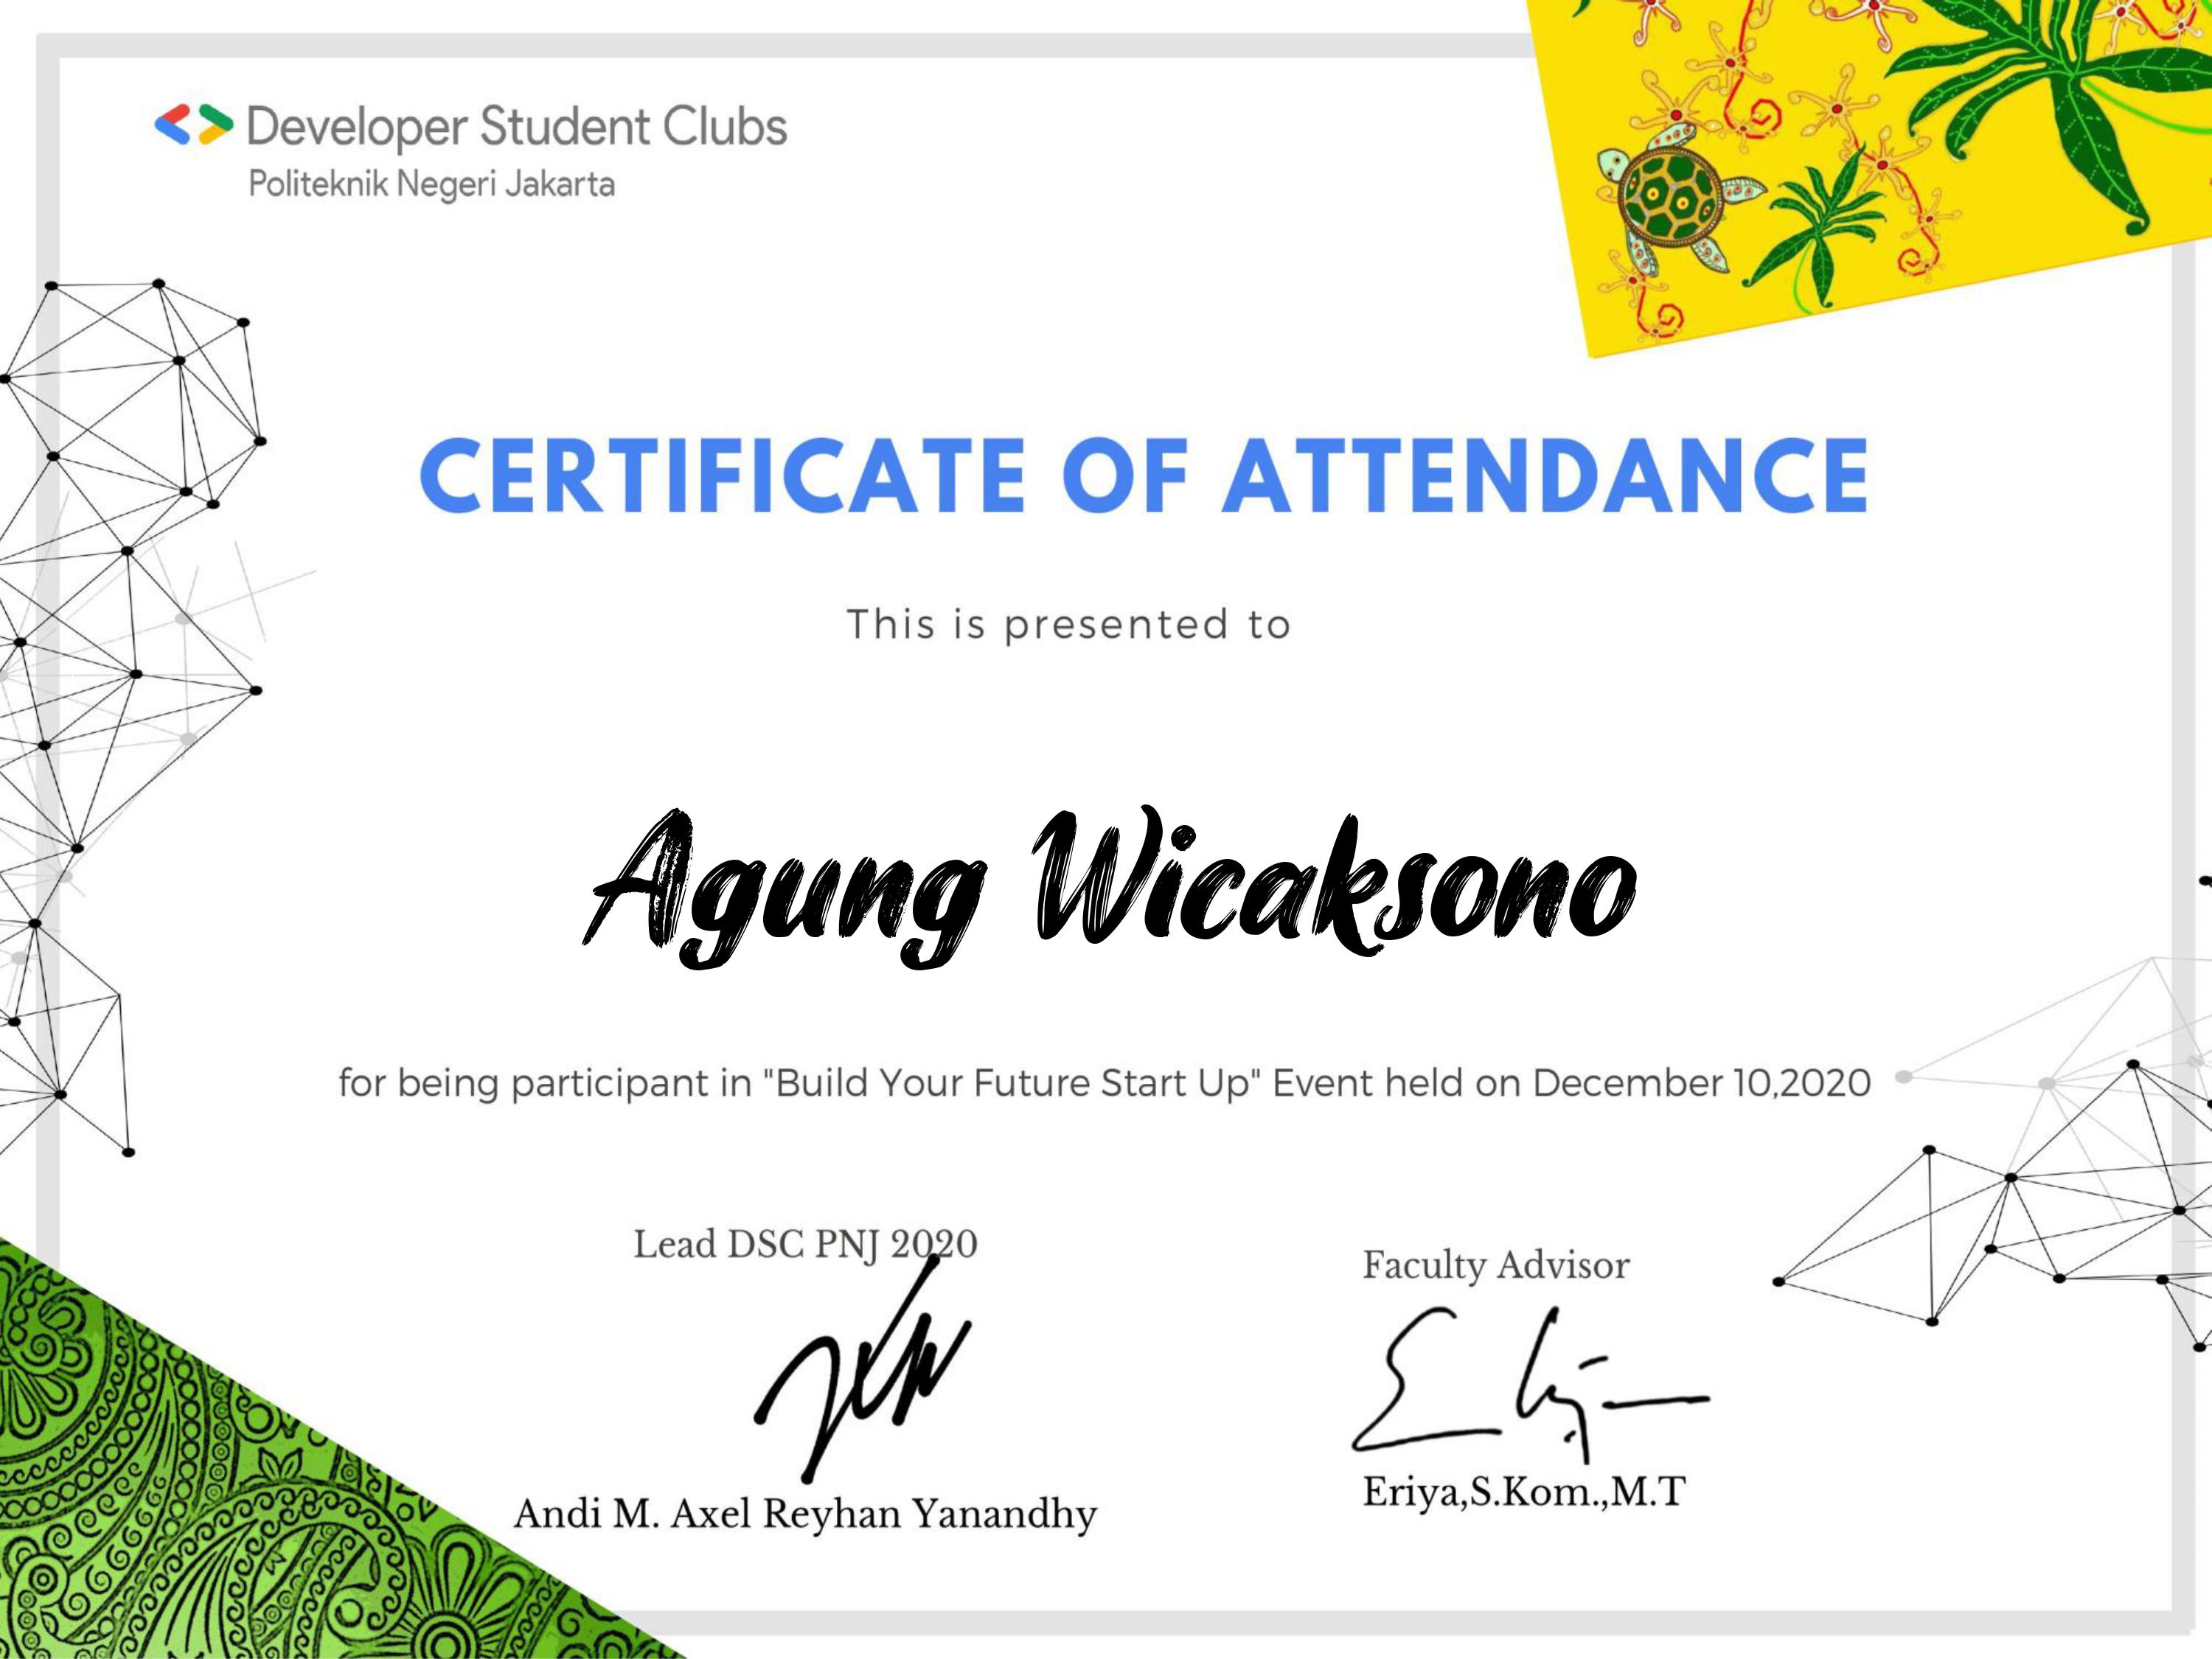 Developer Student Clubs
Politeknik Negeri Jakarta
CERTIFICATE OF ATTENDANCE
This is presented to
Agung Wicaksono
for being participant in "Build Your Future Start Up" Event held on December 10,2020
Lead DSC PNJ 2020
Faculty Advisor
Andi M. Axel Reyhan Yanandhy
Eriya,S.Kom.,M.T